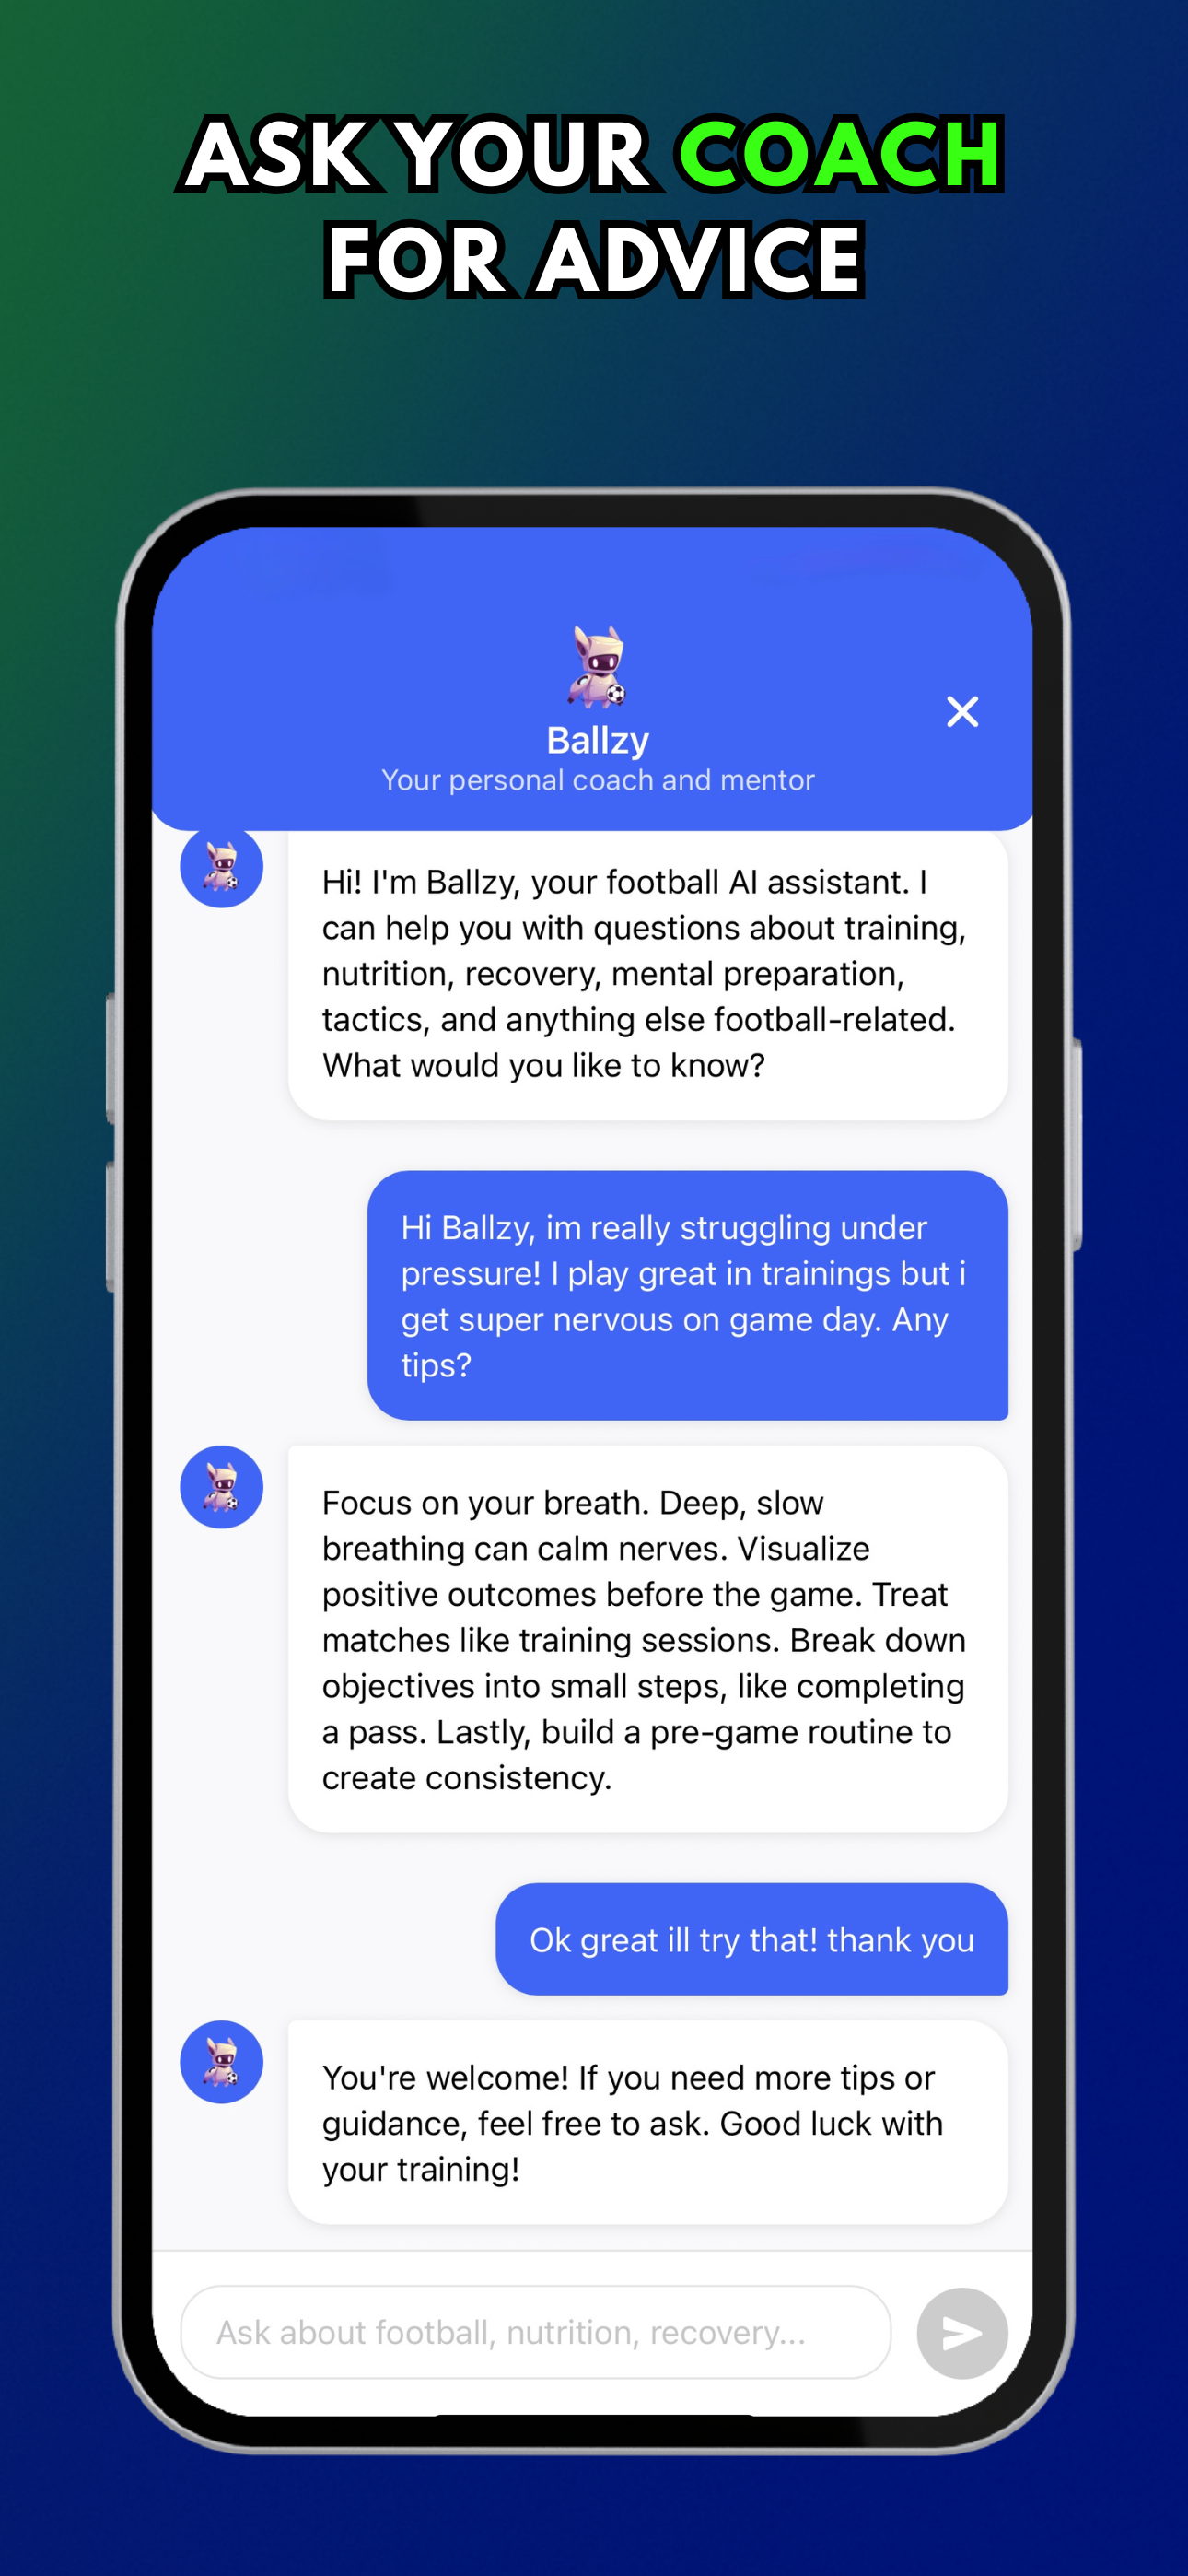 ASK YOUR COACH
FOR ADVICE
Ballzy
Your personal coach and mentor
Hi! I'm Ballzy, your football AI assistant. I
can help you with questions about training,
nutrition, recovery, mental preparation,
tactics, and anything else football-related.
What would you like to know?
Hi Ballzy, im really struggling under
pressure! I play great in trainings but i
get super nervous on game day. Any
tips?
Focus on your breath. Deep, slow
breathing can calm nerves. Visualize
positive outcomes before the game. Treat
matches like training sessions. Break down
objectives into small steps, like completing
a pass. Lastly, build a pre-game routine to
create consistency.
Ok great ill try that! thank you
You're welcome! If you need more tips or
guidance, feel free to ask. Good luck with
your training!
Ask about football, nutrition, recovery...